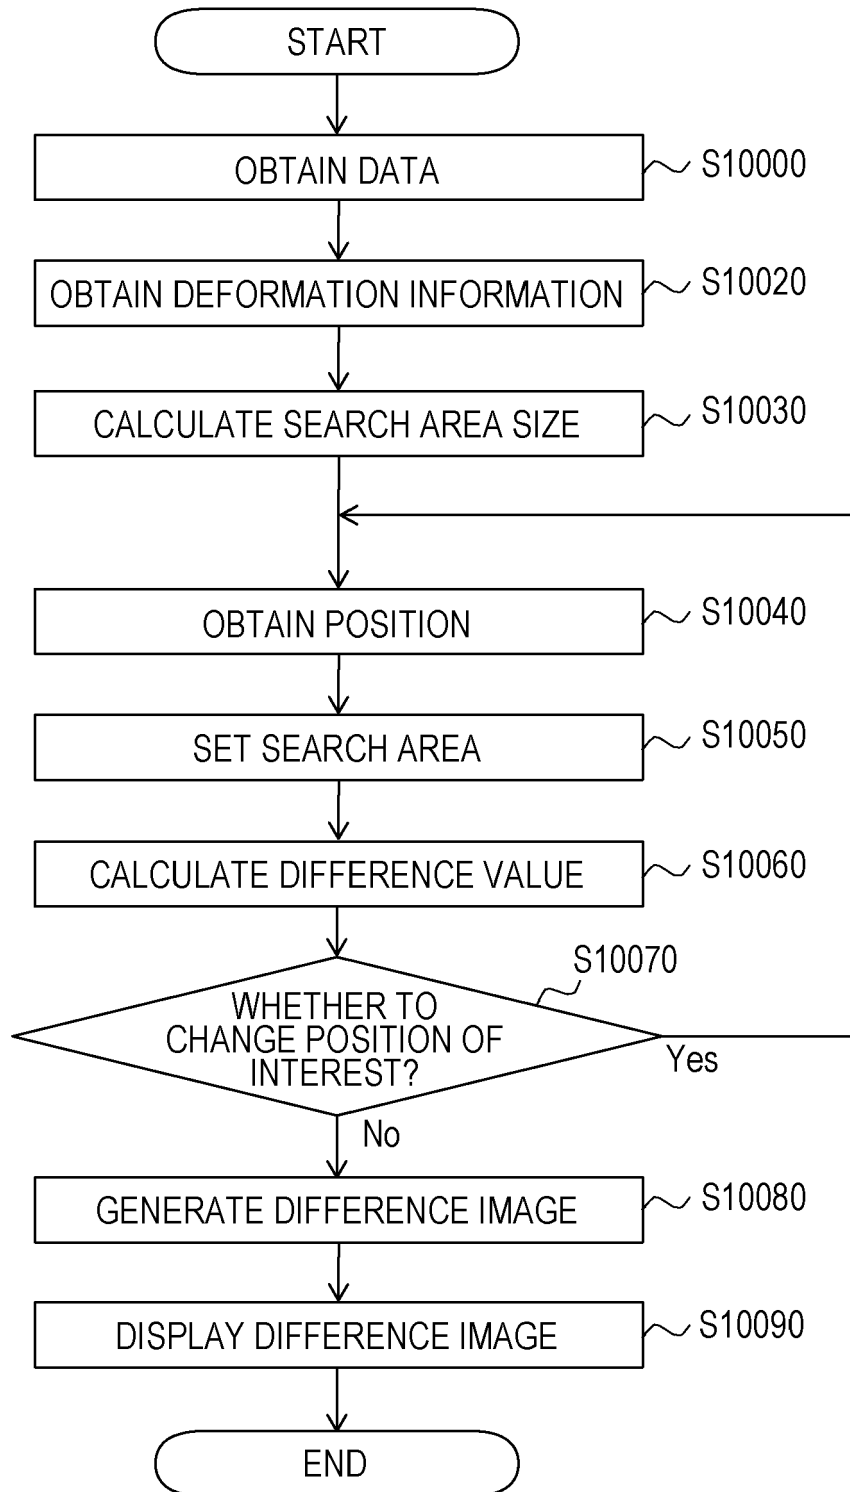 START
OBTAIN DATA
S10000
OBTAIN DEFORMATION INFORMATION
S10020
CALCULATE SEARCH AREA SIZE
S10030
OBTAIN POSITION
S10040
SET SEARCH AREA
S10050
CALCULATE DIFFERENCE VALUE
S10060
S10070
WHETHER TO
CHANGE POSITION OF
INTEREST?
Yes
No
GENERATE DIFFERENCE IMAGE
S10080
DISPLAY DIFFERENCE IMAGE
S10090
END